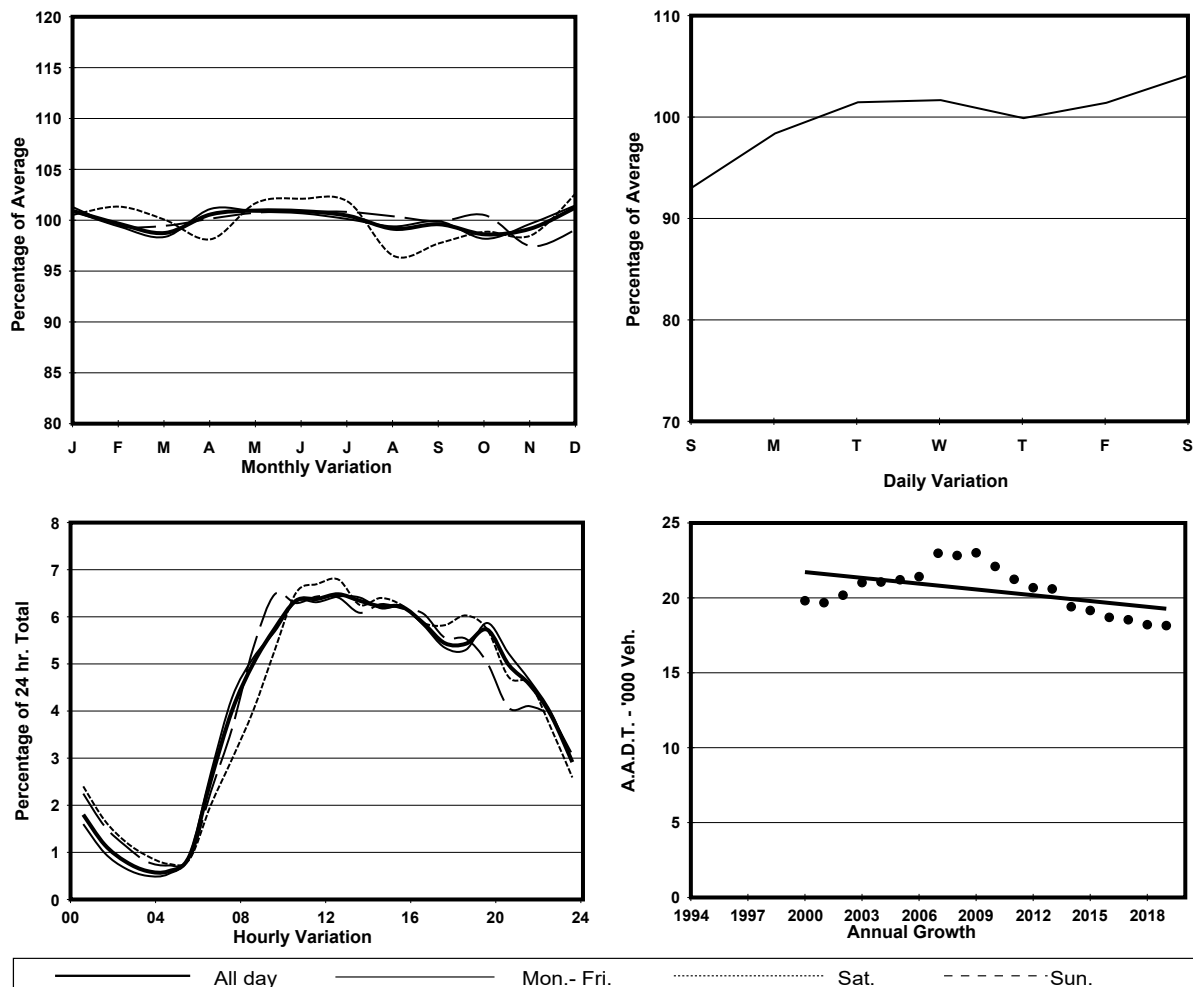 120
115
110
105
100
95
90
85
80
Percentage of Average
J F M A M J J A S O N D
Monthly Variation
110
100
90
80
70
Percentage of Average
S M T W T F S
Daily Variation
8
7
6
5
4
3
2
1
0
Percentage of 24 hr. Total
00 04 08 12 16 20 24
Hourly Variation
25
20
15
10
5
0
A.A.D.T. - '000 Veh.
1994 1997 2000 2003 2006 2009 2012 2015 2018
Annual Growth
All day Mon.- Fri. Sat. Sun.